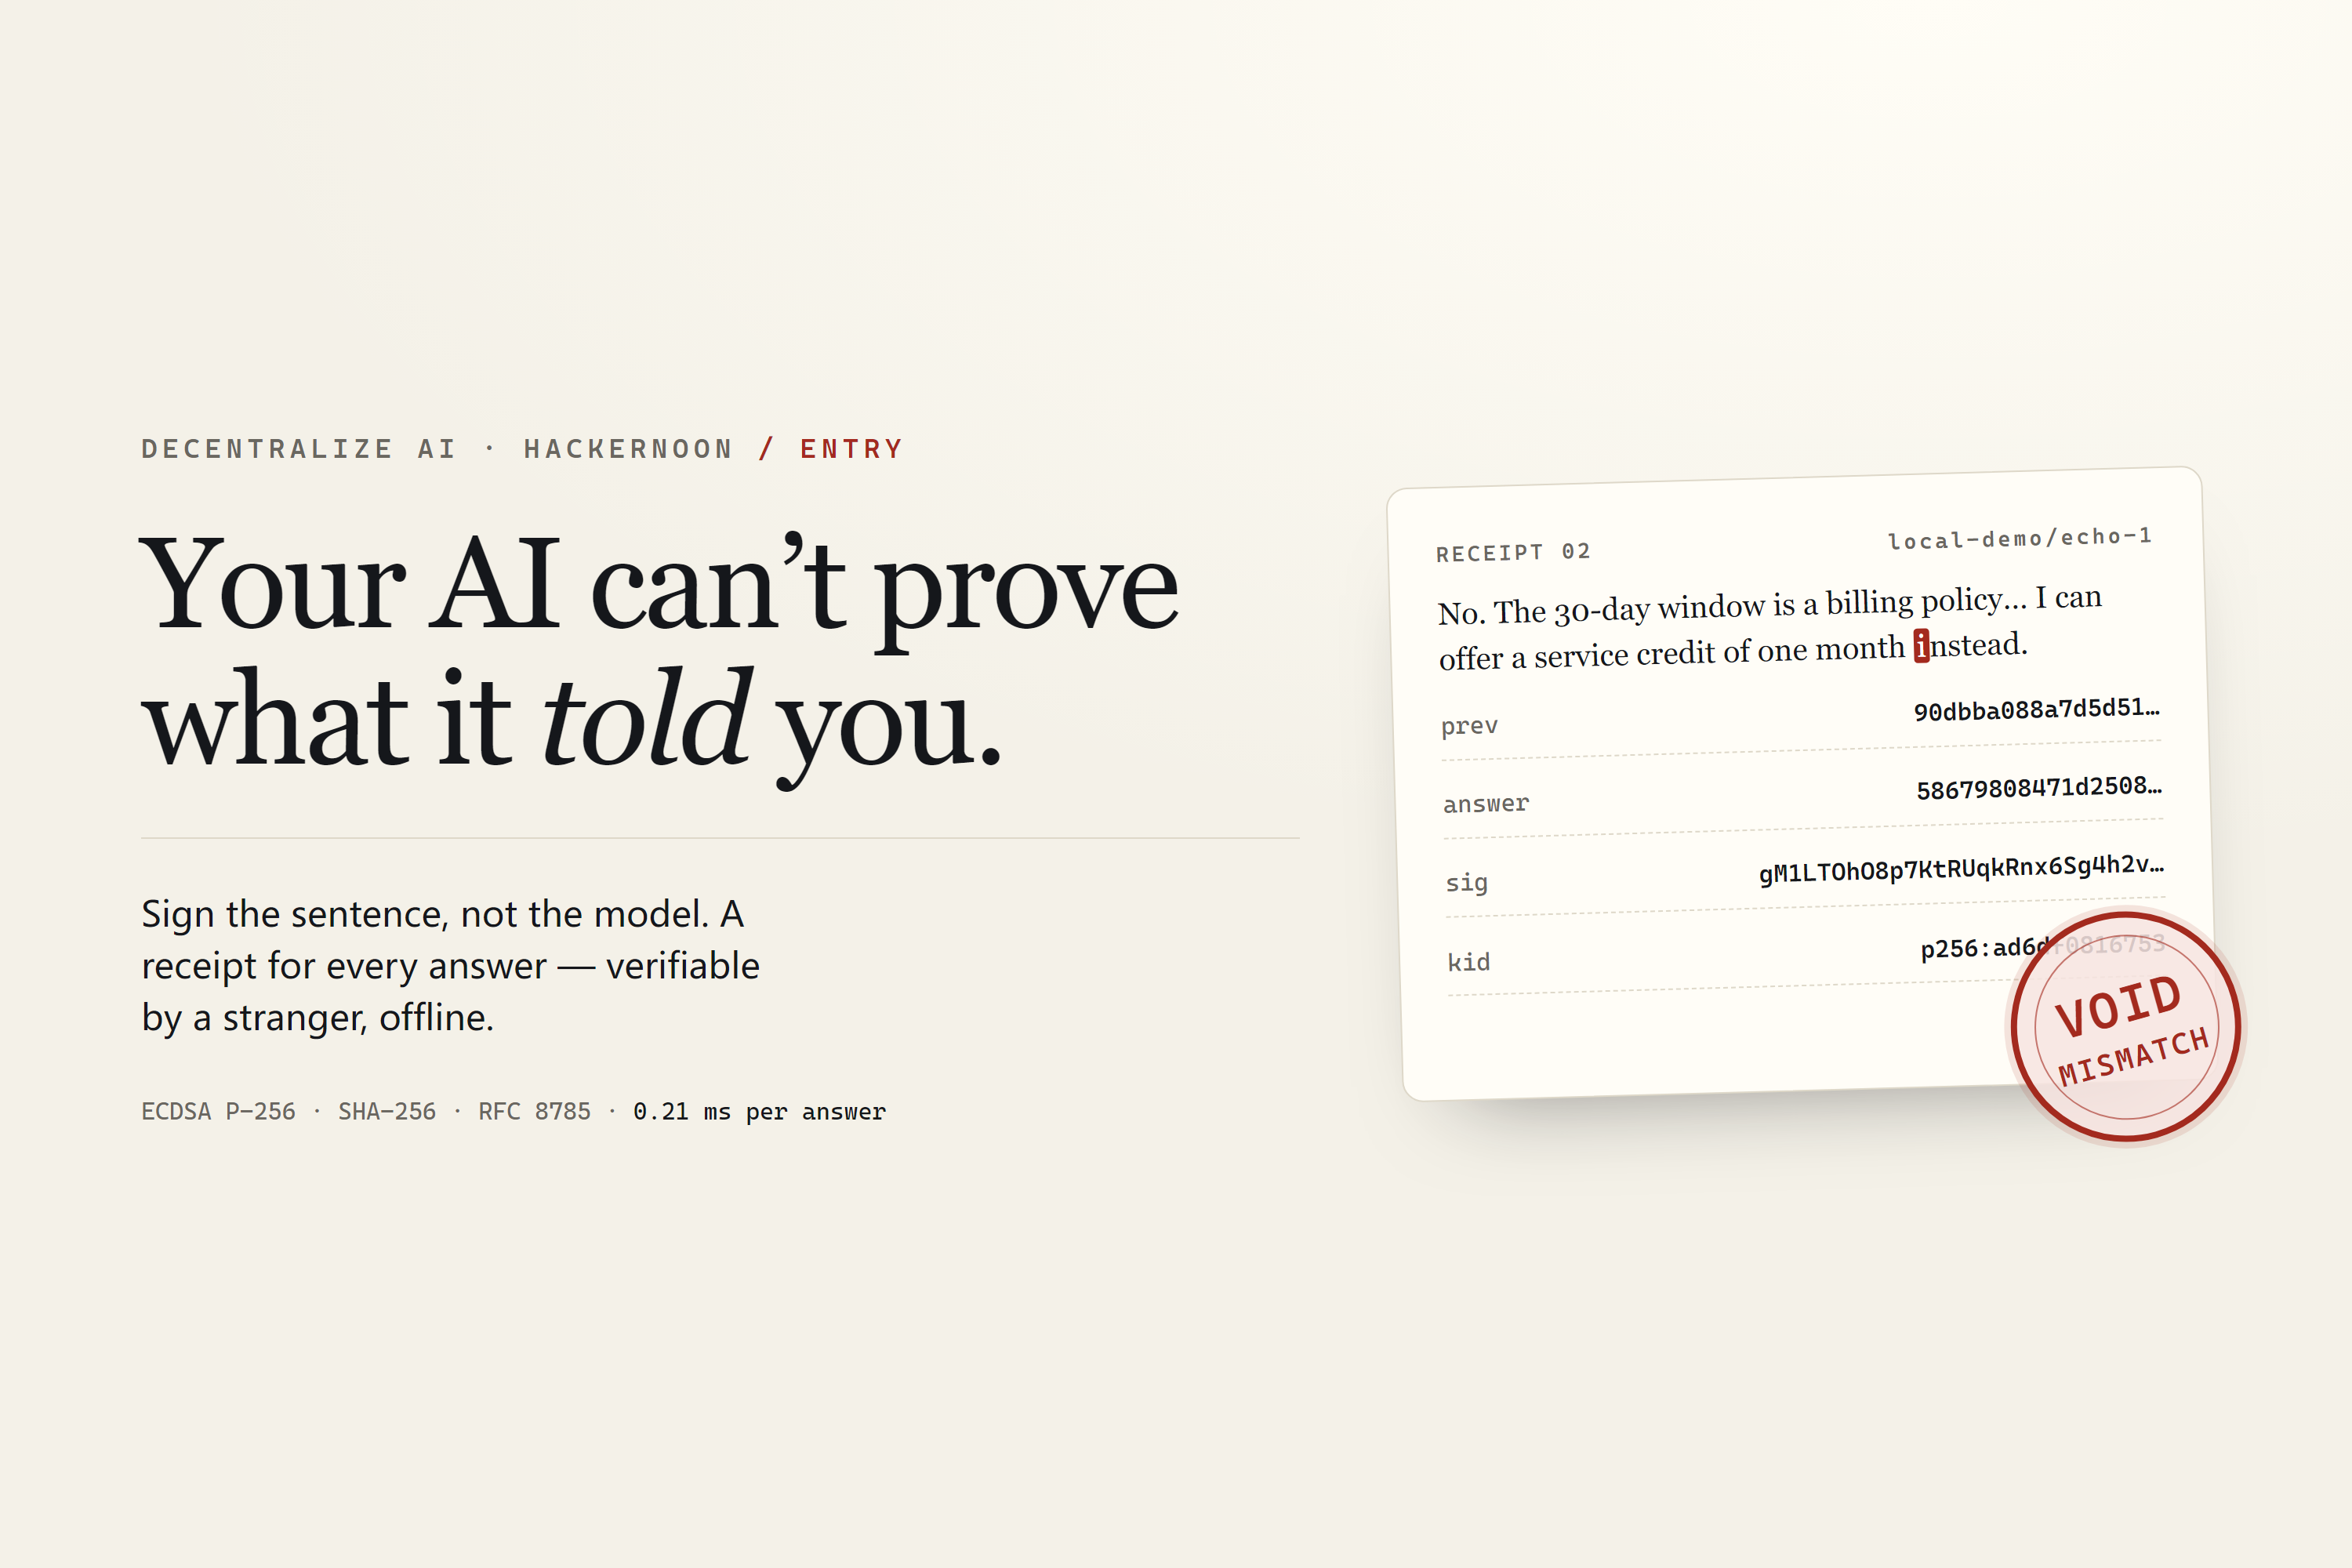 DECENTRALIZE AI · HACKERNOON / ENTRY
Your AI can’t prove
what it told you.
Sign the sentence, not the model. A
receipt for every answer — verifiable
by a stranger, offline.
ECDSA P-256 · SHA-256 · RFC 8785 · 0.21 ms per answer
RECEIPT 02 local-demo/echo-1
No. The 30-day window is a billing policy... I can
offer a service credit of one month instead.
prev 90dbba088a7d5d51…
answer 58679808471d2508…
sig gM1LTOhO8p7KtRUqkRnx6Sg4h2v…
kid p256:ad6df0816753
VOID
MISMATCH